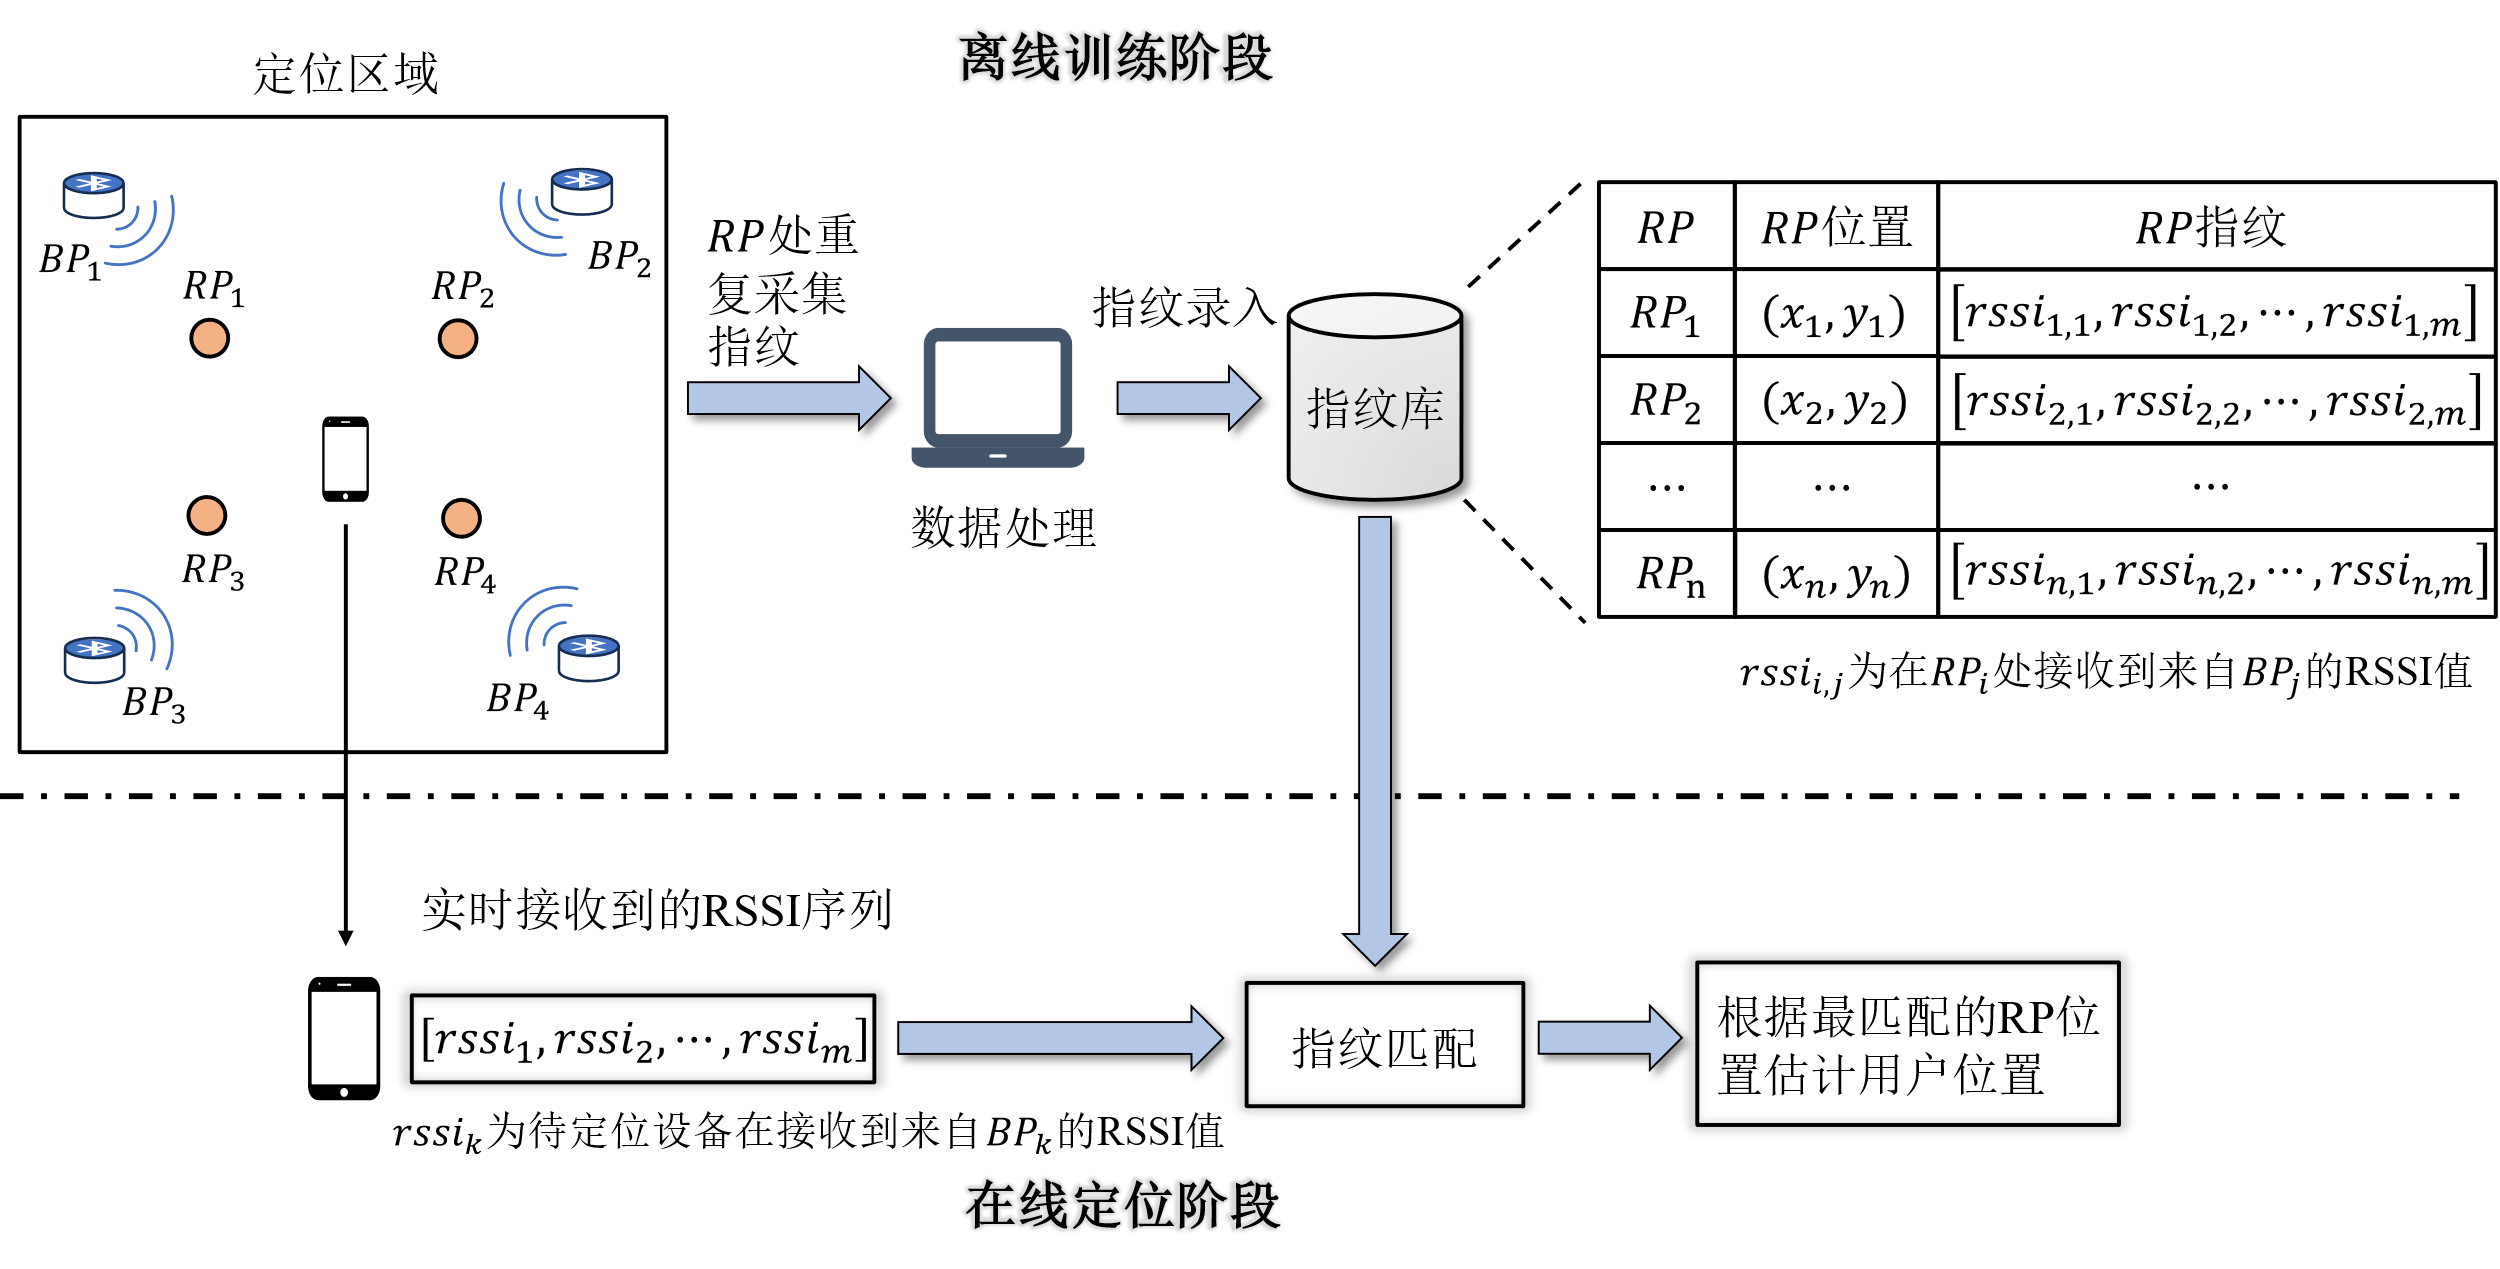 离线训练阶段
定位区域
BP₁
BP₂
RP₁
RP₂
RP₃
RP₄
BP₃
BP₄
RP处重
复采集
指纹
数据处理
指纹录入
指纹库
RP RP位置 RP指纹
RP₁ (x₁, y₁) [rssi₁,₁, rssi₁,₂, ⋯, rssi₁,ₘ]
RP₂ (x₂, y₂) [rssi₂,₁, rssi₂,₂, ⋯, rssi₂,ₘ]
… … …
RPₙ (xₙ, yₙ) [rssiₙ,₁, rssiₙ,₂, ⋯, rssiₙ,ₘ]
rssiᵢ,ⱼ为在RPᵢ处接收到来自BPⱼ的RSSI值
实时接收到的RSSI序列
[rssi₁, rssi₂, ⋯, rssiₘ]
rssiₖ为待定位设备在接收到来自BPₖ的RSSI值
指纹匹配
根据最匹配的RP位
置估计用户位置
在线定位阶段